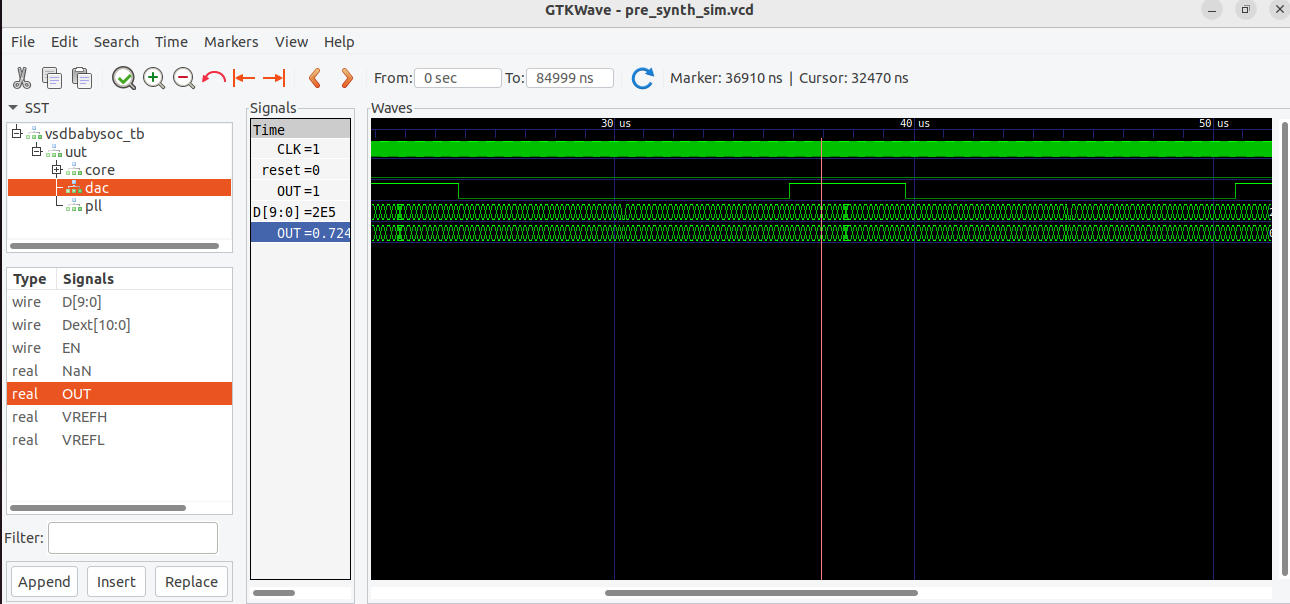 GTKWave - pre_synth_sim.vcd
File Edit Search Time Markers View Help
From: 0 sec To: 84999 ns Marker: 36910 ns | Cursor: 32470 ns
SST
vsdbabysoc_tb
uut
core
dac
pll
Type Signals
wire D[9:0]
wire Dext[10:0]
wire EN
real NaN
real OUT
real VREFH
real VREFL
Filter:
Append Insert Replace
Signals
Time
CLK=1
reset=0
OUT=1
D[9:0]=2E5
OUT=0.724
Waves
30 us 40 us 50 us